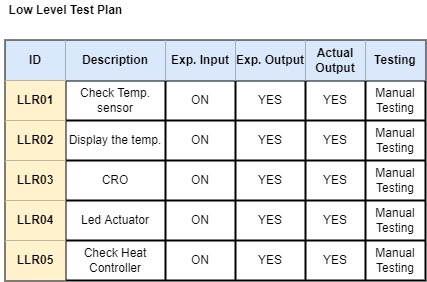 Low Level Test Plan
ID Description Exp. Input Exp. Output Actual Output Testing
LLR01 Check Temp. sensor ON YES YES Manual Testing
LLR02 Display the temp. ON YES YES Manual Testing
LLR03 CRO ON YES YES Manual Testing
LLR04 Led Actuator ON YES YES Manual Testing
LLR05 Check Heat Controller ON YES YES Manual Testing